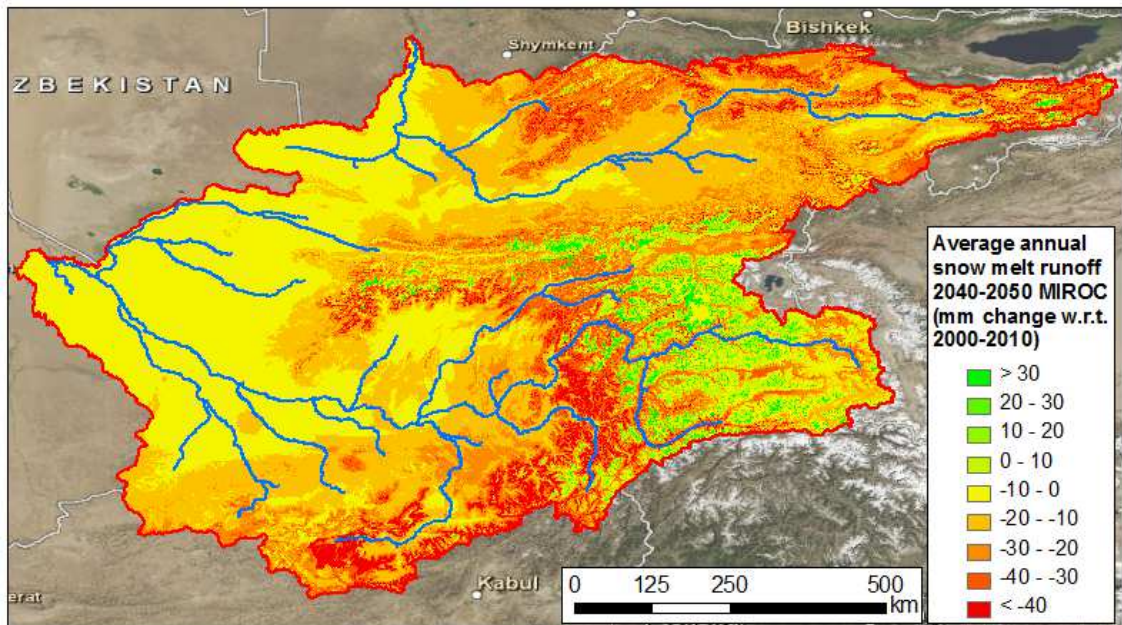 Bishkek
Shymkent
ZBEKISTAN
Average annual
snow melt runoff
2040-2050 MIROC
(mm change w.r.t.
2000-2010)
> 30
20 - 30
10 - 20
0 - 10
-10 - 0
-20 - -10
-30 - -20
-40 - -30
< -40
Kabul
erat
0 125 250 500
km